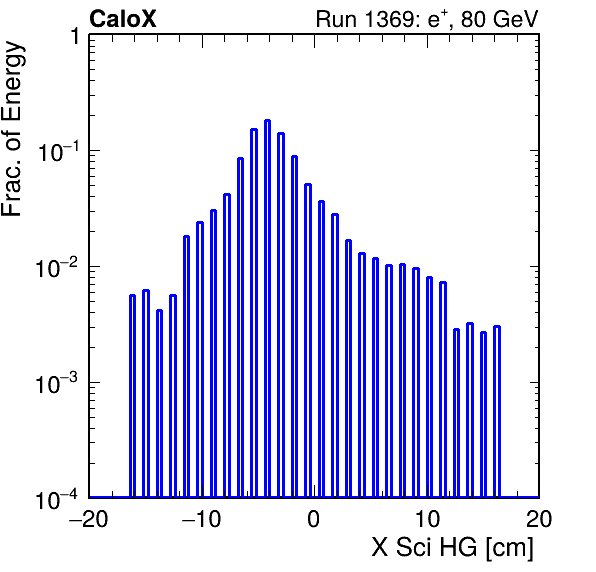 CaloX Run 1369: e⁺, 80 GeV
Frac. of Energy
1
10⁻¹
10⁻²
10⁻³
10⁻⁴
−20 −10 0 10 20
X Sci HG [cm]